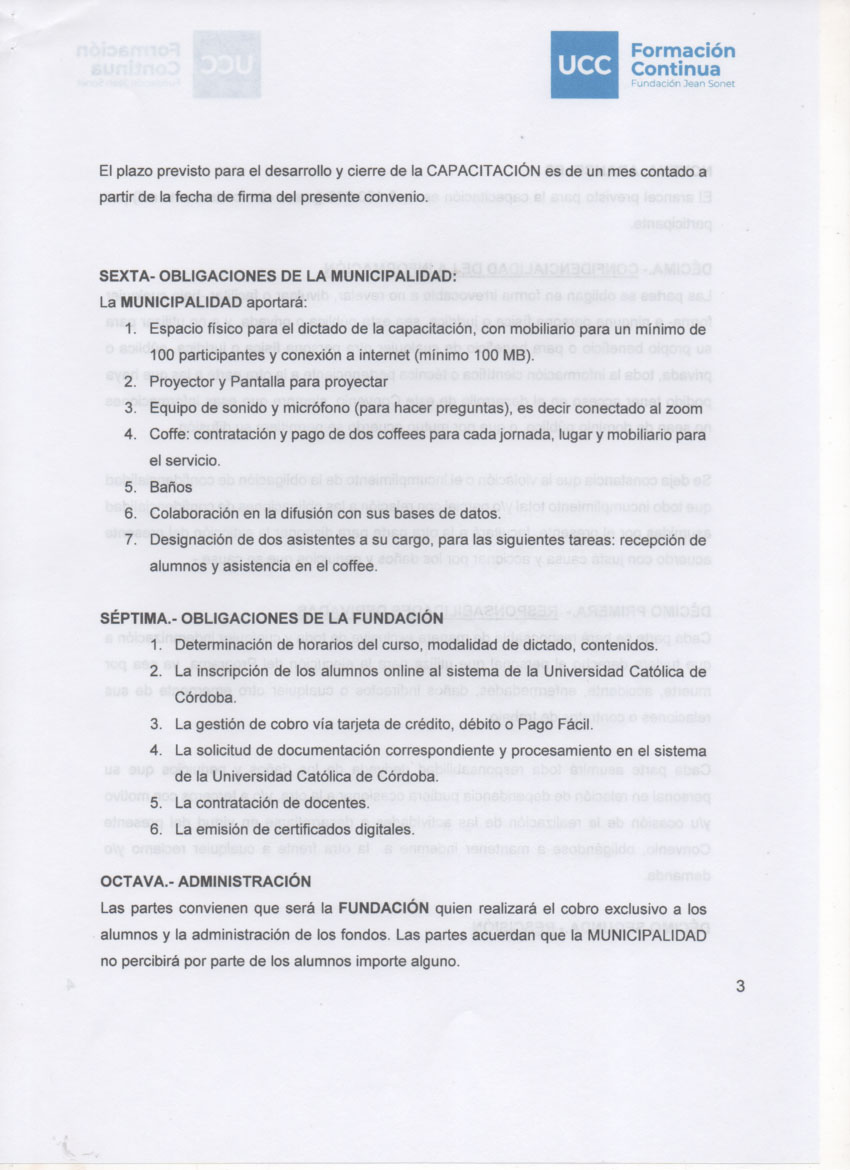 UCC
Formación
Continua
Fundación Jean Sonet
El plazo previsto para el desarrollo y cierre de la CAPACITACIÓN es de un mes contado a
partir de la fecha de firma del presente convenio.
SEXTA- OBLIGACIONES DE LA MUNICIPALIDAD:
La MUNICIPALIDAD aportará:
1. Espacio físico para el dictado de la capacitación, con mobiliario para un mínimo de
100 participantes y conexión a internet (mínimo 100 MB).
2. Proyector y Pantalla para proyectar
3. Equipo de sonido y micrófono (para hacer preguntas), es decir conectado al zoom
4. Coffe: contratación y pago de dos coffees para cada jornada, lugar y mobiliario para
el servicio.
5. Baños
6. Colaboración en la difusión con sus bases de datos.
7. Designación de dos asistentes a su cargo, para las siguientes tareas: recepción de
alumnos y asistencia en el coffee.
SÉPTIMA.- OBLIGACIONES DE LA FUNDACIÓN
1. Determinación de horarios del curso, modalidad de dictado, contenidos.
2. La inscripción de los alumnos online al sistema de la Universidad Católica de
Córdoba.
3. La gestión de cobro vía tarjeta de crédito, débito o Pago Fácil.
4. La solicitud de documentación correspondiente y procesamiento en el sistema
de la Universidad Católica de Córdoba.
5. La contratación de docentes.
6. La emisión de certificados digitales.
OCTAVA.- ADMINISTRACIÓN
Las partes convienen que será la FUNDACIÓN quien realizará el cobro exclusivo a los
alumnos y la administración de los fondos. Las partes acuerdan que la MUNICIPALIDAD
no percibirá por parte de los alumnos importe alguno.
3